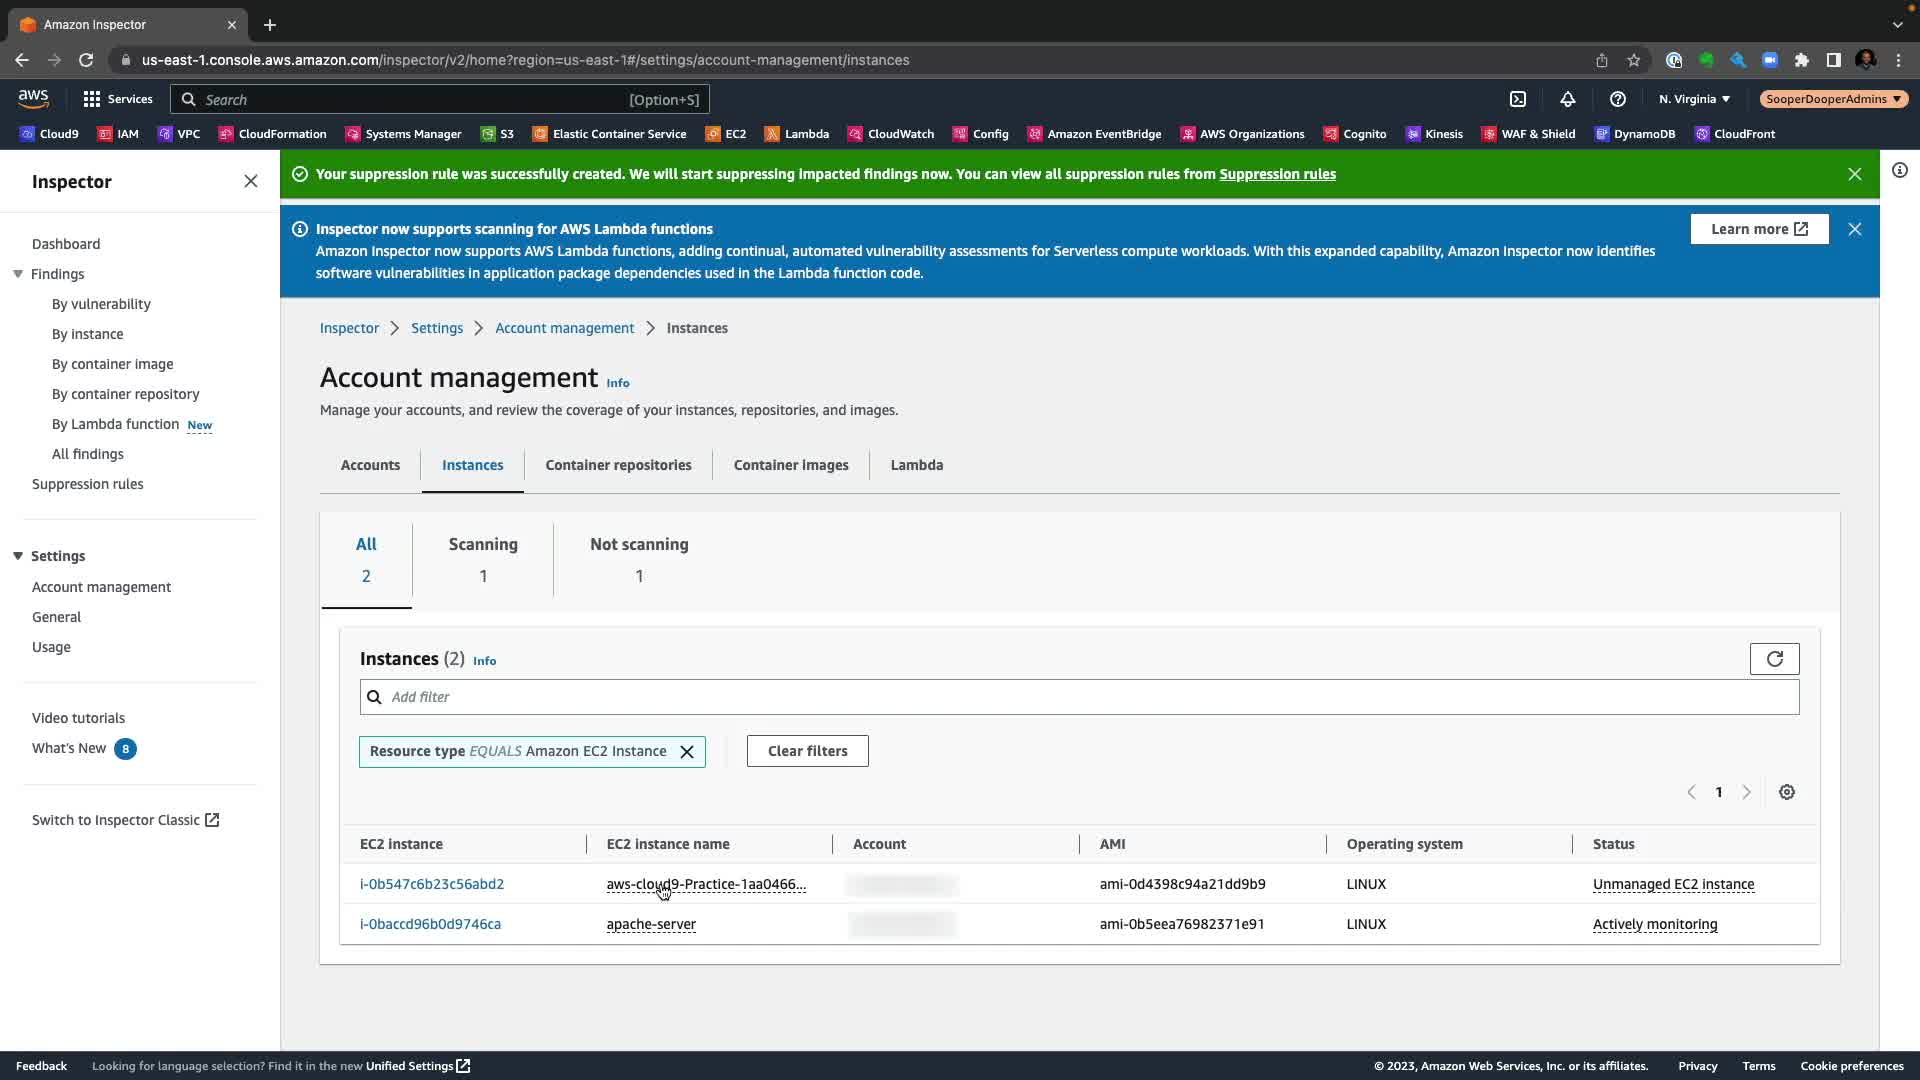 Amazon Inspector
us-east-1.console.aws.amazon.com/inspector/v2/home?region=us-east-1#/settings/account-management/instances
aws
Services
Search
[Option+S]
N. Virginia
SooperDooperAdmins
Cloud9
IAM
VPC
CloudFormation
Systems Manager
S3
Elastic Container Service
EC2
Lambda
CloudWatch
Config
Amazon EventBridge
AWS Organizations
Cognito
Kinesis
WAF & Shield
DynamoDB
CloudFront
Inspector
Dashboard
Findings
By vulnerability
By instance
By container image
By container repository
By Lambda function New
All findings
Suppression rules
Settings
Account management
General
Usage
Video tutorials
What's New 8
Switch to Inspector Classic
Your suppression rule was successfully created. We will start suppressing impacted findings now. You can view all suppression rules from Suppression rules
Inspector now supports scanning for AWS Lambda functions
Amazon Inspector now supports AWS Lambda functions, adding continual, automated vulnerability assessments for Serverless compute workloads. With this expanded capability, Amazon Inspector now identifies
software vulnerabilities in application package dependencies used in the Lambda function code.
Learn more
Inspector > Settings > Account management > Instances
Account management Info
Manage your accounts, and review the coverage of your instances, repositories, and images.
Accounts
Instances
Container repositories
Container images
Lambda
All
2
Scanning
1
Not scanning
1
Instances (2) Info
Add filter
Resource type EQUALS Amazon EC2 Instance
Clear filters
1
EC2 instance
EC2 instance name
Account
AMI
Operating system
Status
i-0b547c6b23c56abd2
aws-cloud9-Practice-1aa0466...
ami-0d4398c94a21dd9b9
LINUX
Unmanaged EC2 instance
i-0baccd96b0d9746ca
apache-server
ami-0b5eea76982371e91
LINUX
Actively monitoring
Feedback
Looking for language selection? Find it in the new Unified Settings
© 2023, Amazon Web Services, Inc. or its affiliates.
Privacy
Terms
Cookie preferences